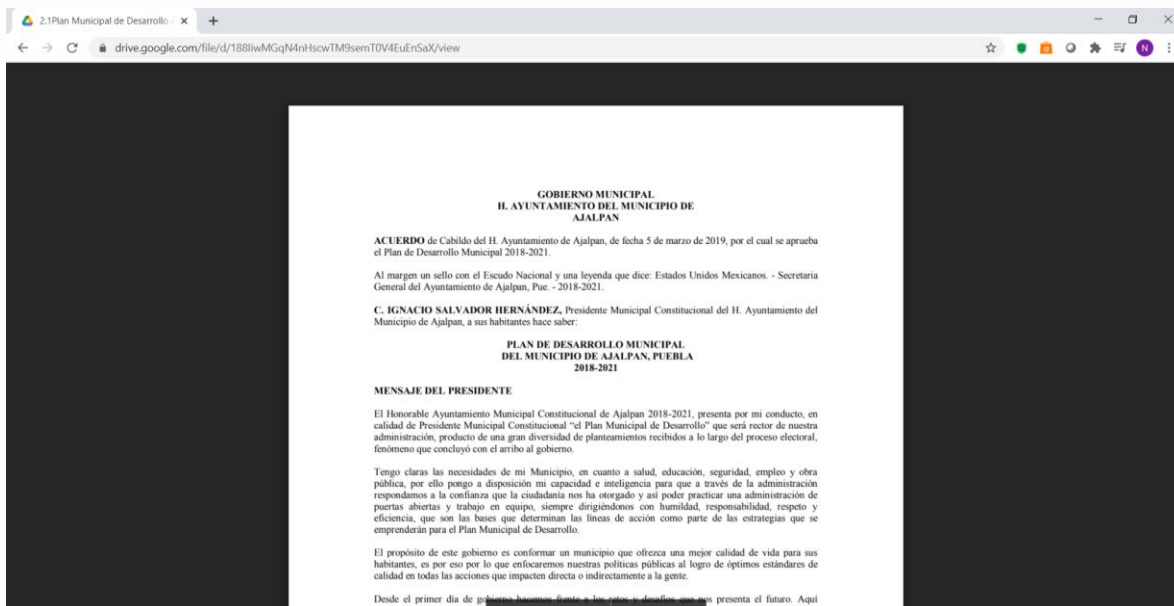 2.1Plan Municipal de Desarrollo
drive.google.com/file/d/188IiwMGqN4nHscwTM9semT0V4EuEnSaX/view
N
GOBIERNO MUNICIPAL
H. AYUNTAMIENTO DEL MUNICIPIO DE
AJALPAN
ACUERDO de Cabildo del H. Ayuntamiento de Ajalpan, de fecha 5 de marzo de 2019, por el cual se aprueba
el Plan de Desarrollo Municipal 2018-2021.
Al margen un sello con el Escudo Nacional y una leyenda que dice: Estados Unidos Mexicanos. - Secretaría
General del Ayuntamiento de Ajalpan, Pue. - 2018-2021.
C. IGNACIO SALVADOR HERNÁNDEZ, Presidente Municipal Constitucional del H. Ayuntamiento del
Municipio de Ajalpan, a sus habitantes hace saber:
PLAN DE DESARROLLO MUNICIPAL
DEL MUNICIPIO DE AJALPAN, PUEBLA
2018-2021
MENSAJE DEL PRESIDENTE
El Honorable Ayuntamiento Municipal Constitucional de Ajalpan 2018-2021, presenta por mi conducto, en
calidad de Presidente Municipal Constitucional “el Plan Municipal de Desarrollo” que será rector de nuestra
administración, producto de una gran diversidad de planteamientos recibidos a lo largo del proceso electoral,
fenómeno que concluyó con el arribo al gobierno.
Tengo claras las necesidades de mi Municipio, en cuanto a salud, educación, seguridad, empleo y obra
pública, por ello pongo a disposición mi capacidad e inteligencia para que a través de la administración
respondamos a la confianza que la ciudadanía nos ha otorgado y así poder practicar una administración de
puertas abiertas y trabajo en equipo, siempre dirigiéndonos con humildad, responsabilidad, respeto y
eficiencia, que son las bases que determinan las líneas de acción como parte de las estrategias que se
emprenderán para el Plan Municipal de Desarrollo.
El propósito de este gobierno es conformar un municipio que ofrezca una mejor calidad de vida para sus
habitantes, es por eso por lo que enfocaremos nuestras políticas públicas al logro de óptimos estándares de
calidad en todas las acciones que impacten directa o indirectamente a la gente.
Desde el primer día de gobierno hacemos frente a los retos y desafíos que nos presenta el futuro. Aquí